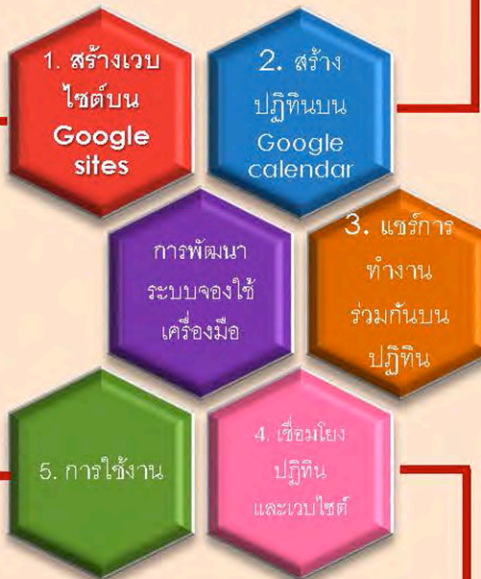 1. สร้างเวบ
ไซต์บน
Google
sites
2. สร้าง
ปฏิทินบน
Google
calendar
การพัฒนา
ระบบจองใช้
เครื่องมือ
3. แชร์การ
ทำงาน
ร่วมกันบน
ปฏิทิน
5. การใช้งาน
4. เชื่อมโยง
ปฏิทิน
และเวบไซต์